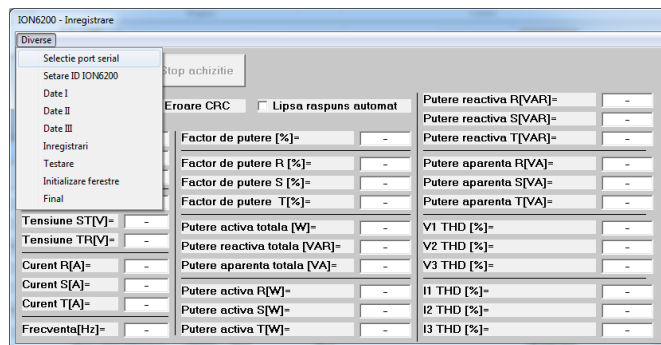 ION6200 - Inregistrare
Diverse
Selectie port serial
Setare ID ION6200
Date I
Date II
Date III
Inregistrari
Testare
Initializare ferestre
Final
Stop achizitie
Eroare CRC
Lipsa raspuns automat
Tensiune ST[V]= -
Tensiune TR[V]= -
Curent R[A]= -
Curent S[A]= -
Curent T[A]= -
Frecventa[Hz]= -
Factor de putere [%]= -
Factor de putere R [%]= -
Factor de putere S [%]= -
Factor de putere T[%]= -
Putere activa totala [W]= -
Putere reactiva totala [VAR]= -
Putere aparenta totala [VA]= -
Putere activa R[W]= -
Putere activa S[W]= -
Putere activa T[W]= -
Putere reactiva R[VAR]= -
Putere reactiva S[VAR]= -
Putere reactiva T[VAR]= -
Putere aparenta R[VA]= -
Putere aparenta S[VA]= -
Putere aparenta T[VA]= -
V1 THD [%]= -
V2 THD [%]= -
V3 THD [%]= -
I1 THD [%]= -
I2 THD [%]= -
I3 THD [%]= -